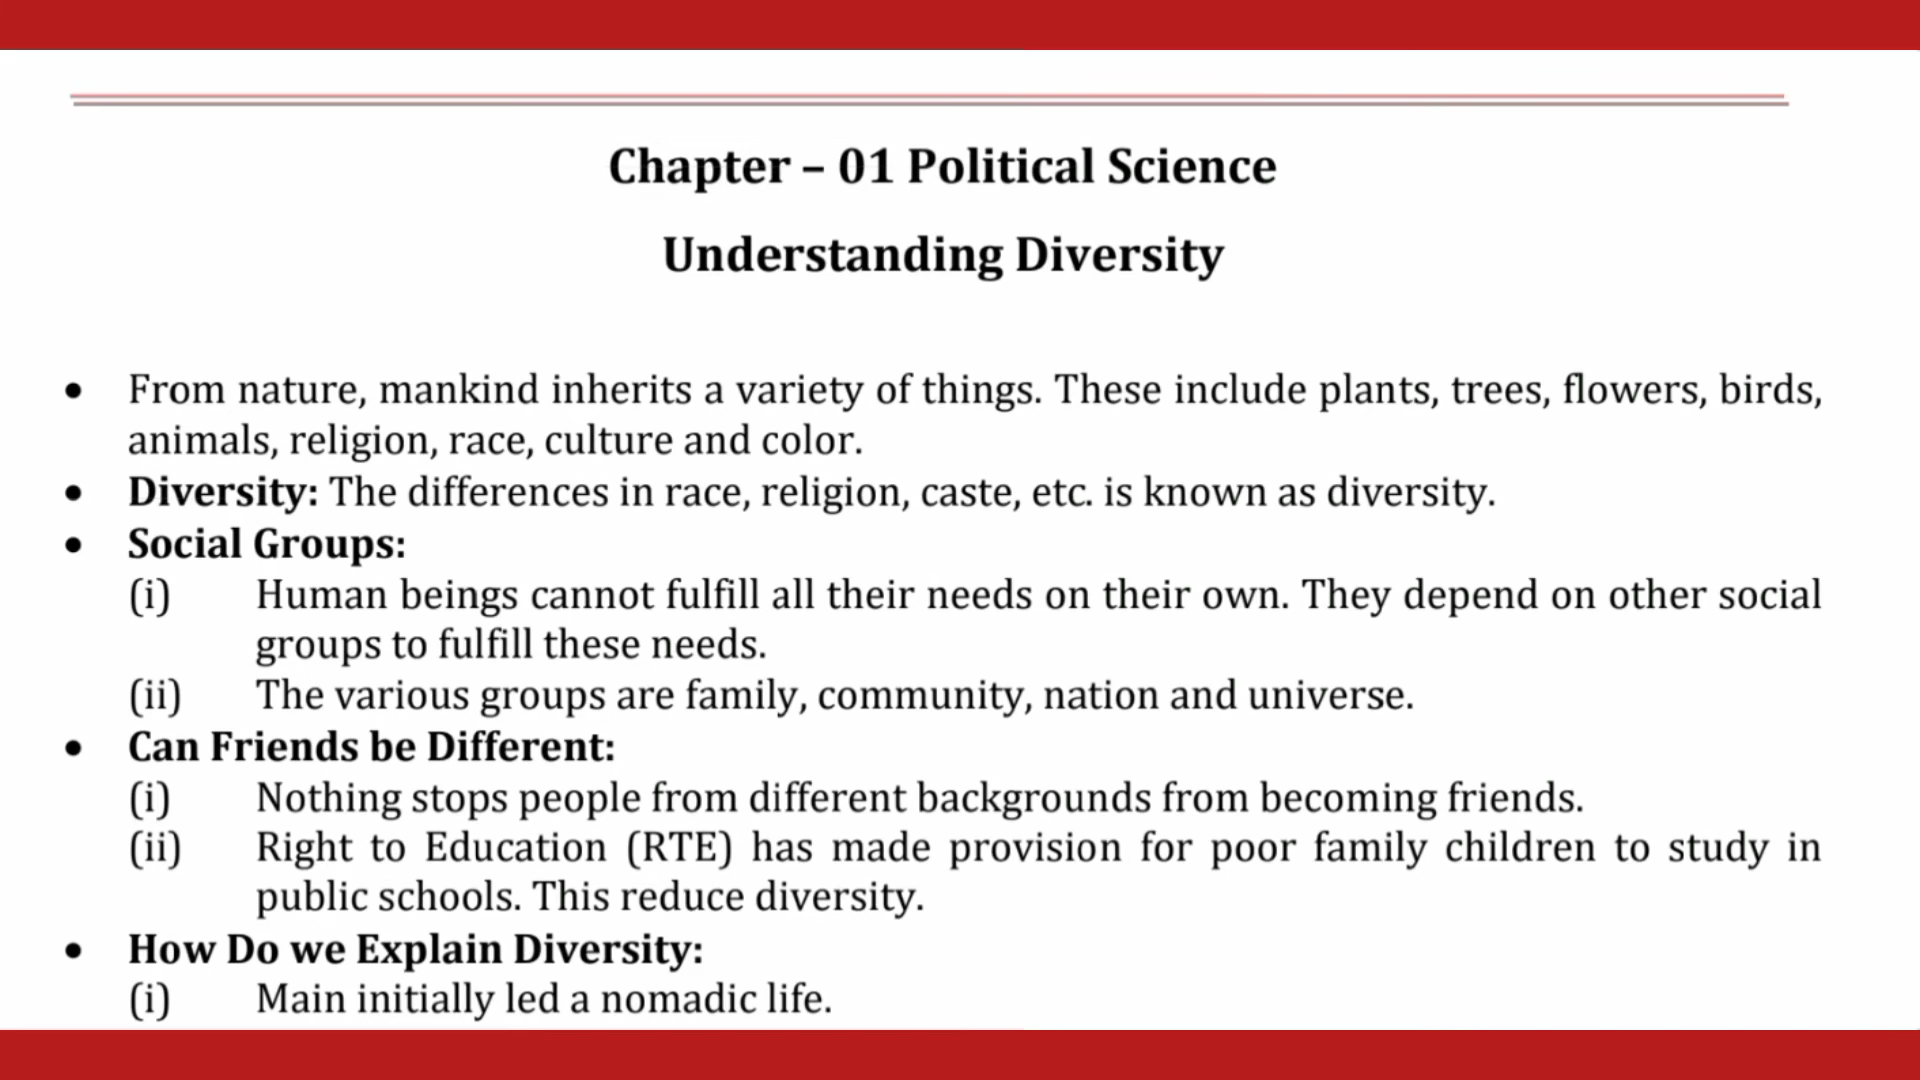 Chapter – 01 Political Science
Understanding Diversity
• From nature, mankind inherits a variety of things. These include plants, trees, flowers, birds,
animals, religion, race, culture and color.
• Diversity: The differences in race, religion, caste, etc. is known as diversity.
• Social Groups:
(i) Human beings cannot fulfill all their needs on their own. They depend on other social
groups to fulfill these needs.
(ii) The various groups are family, community, nation and universe.
• Can Friends be Different:
(i) Nothing stops people from different backgrounds from becoming friends.
(ii) Right to Education (RTE) has made provision for poor family children to study in
public schools. This reduce diversity.
• How Do we Explain Diversity:
(i) Main initially led a nomadic life.